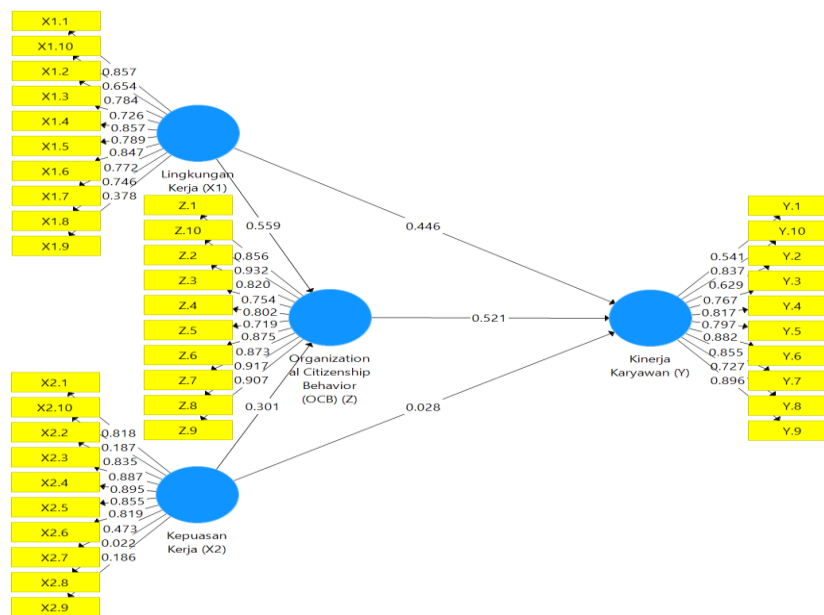 X1.1
X1.10
X1.2
X1.3
X1.4
X1.5
X1.6
X1.7
X1.8
X1.9
0.857
0.654
0.784
0.726
0.857
0.789
0.847
0.772
0.746
0.378
Lingkungan
Kerja (X1)
0.559
0.446
Z.1
Z.10
Z.2
Z.3
Z.4
Z.5
Z.6
Z.7
Z.8
Z.9
0.856
0.932
0.820
0.754
0.802
0.719
0.875
0.873
0.917
0.907
Organization
al Citizenship
Behavior
(OCB) (Z)
0.521
0.301
0.028
Y.1
Y.10
Y.2
Y.3
Y.4
Y.5
Y.6
Y.7
Y.8
Y.9
0.541
0.837
0.629
0.767
0.817
0.797
0.882
0.855
0.727
0.896
Kinerja
Karyawan (Y)
X2.1
X2.10
X2.2
X2.3
X2.4
X2.5
X2.6
X2.7
X2.8
X2.9
0.818
0.187
0.835
0.887
0.895
0.855
0.819
0.473
0.022
0.186
Kepuasan
Kerja (X2)